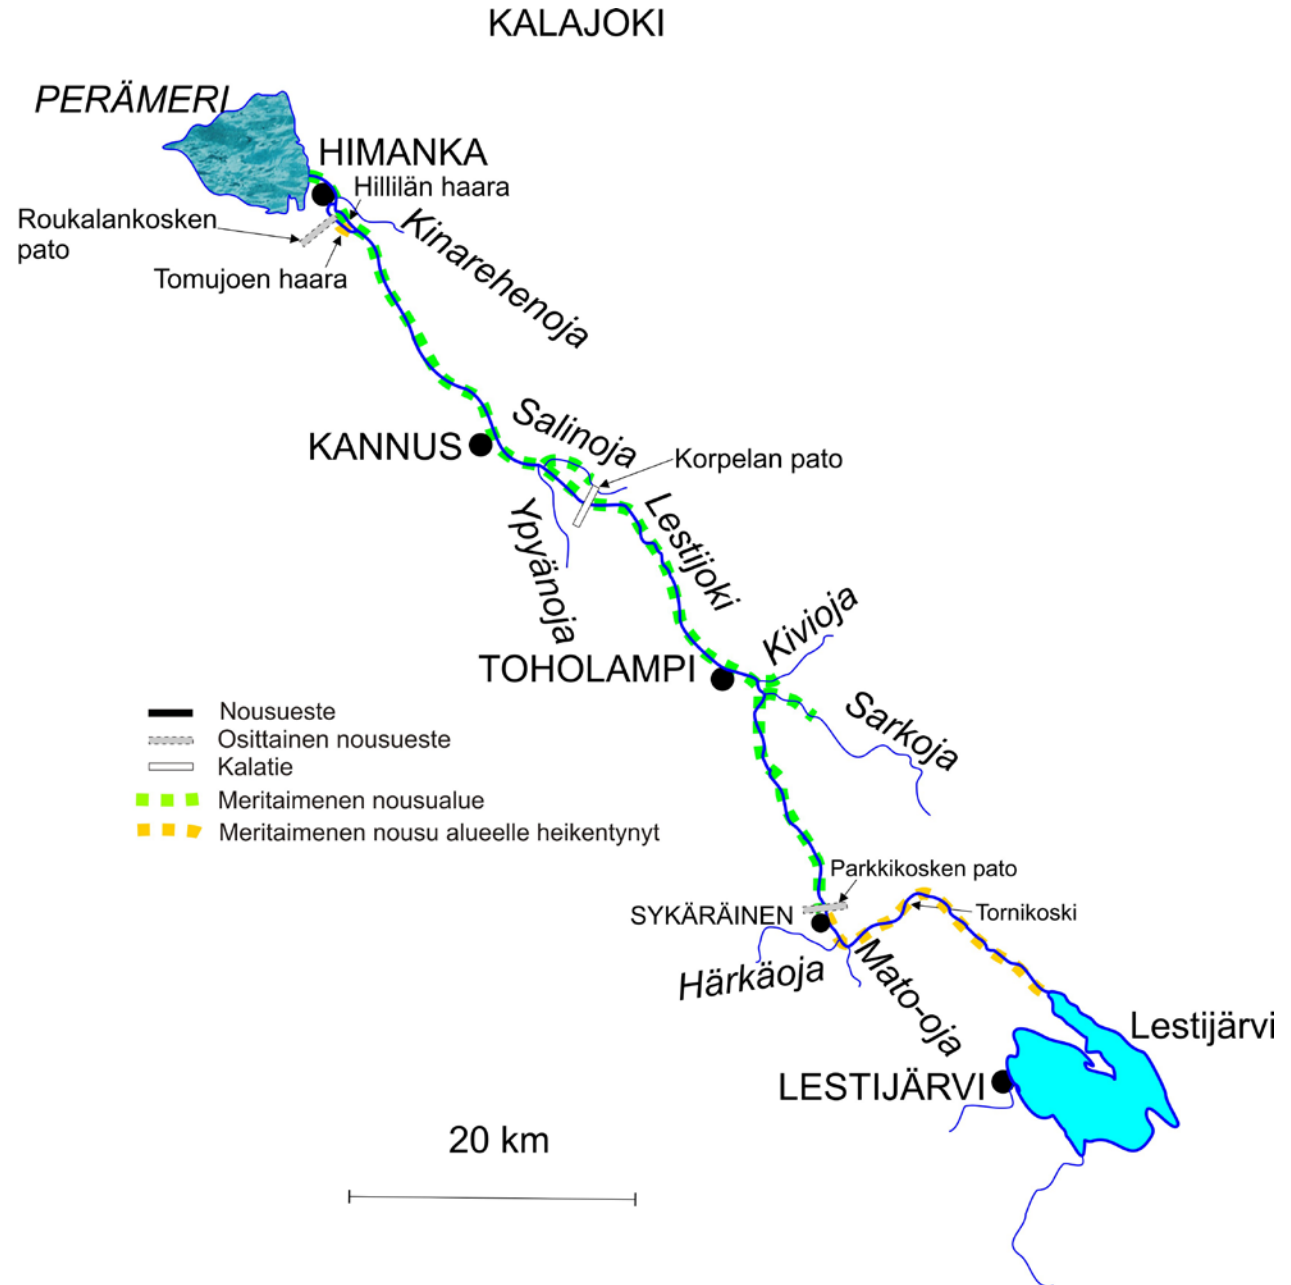 KALAJOKI
PERÄMERI
HIMANKA
Hillilän haara
Roukalankosken
pato
Kinarehenoja
Tomujoen haara
Salinoja
KANNUS
Korpelan pato
Ypyänoja
Lestijoki
Kivioja
TOHOLAMPI
Sarkoja
Nousueste
Osittainen nousueste
Kalatie
Meritaimenen nousualue
Meritaimenen nousu alueelle heikentynyt
Parkkikosken pato
SYKÄRÄINEN
Tornikoski
Härkäoja
Mato-oja
Lestijärvi
LESTIJÄRVI
20 km